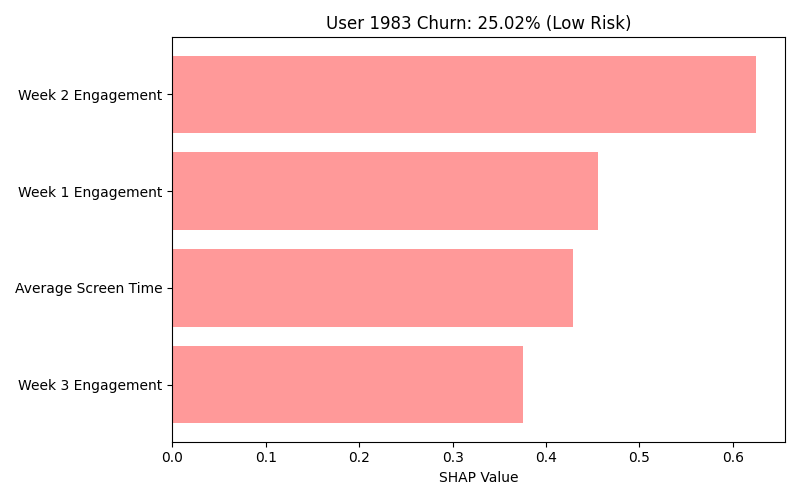 User 1983 Churn: 25.02% (Low Risk)
Week 2 Engagement
Week 1 Engagement
Average Screen Time
Week 3 Engagement
0.0 0.1 0.2 0.3 0.4 0.5 0.6
SHAP Value